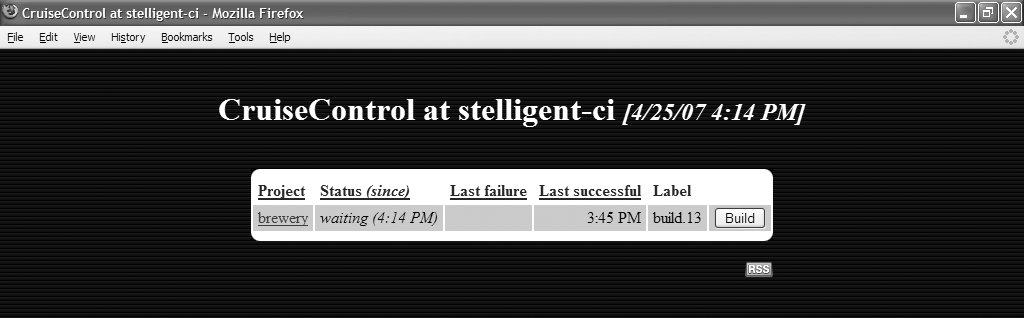 CruiseControl at stelligent-ci - Mozilla Firefox
File Edit View History Bookmarks Tools Help
CruiseControl at stelligent-ci [4/25/07 4:14 PM]
Project Status (since) Last failure Last successful Label
brewery waiting (4:14 PM) 3:45 PM build.13 Build
RSS